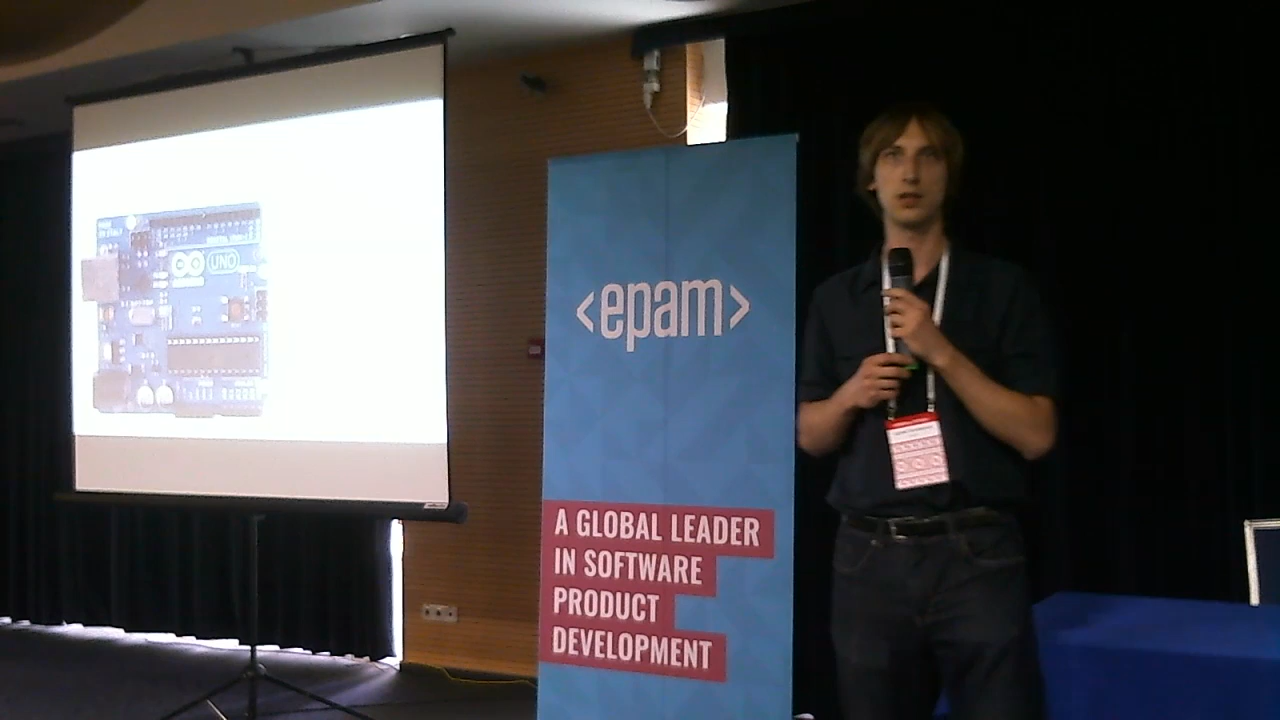 UNO
<epam>
A GLOBAL LEADER
IN SOFTWARE
PRODUCT
DEVELOPMENT